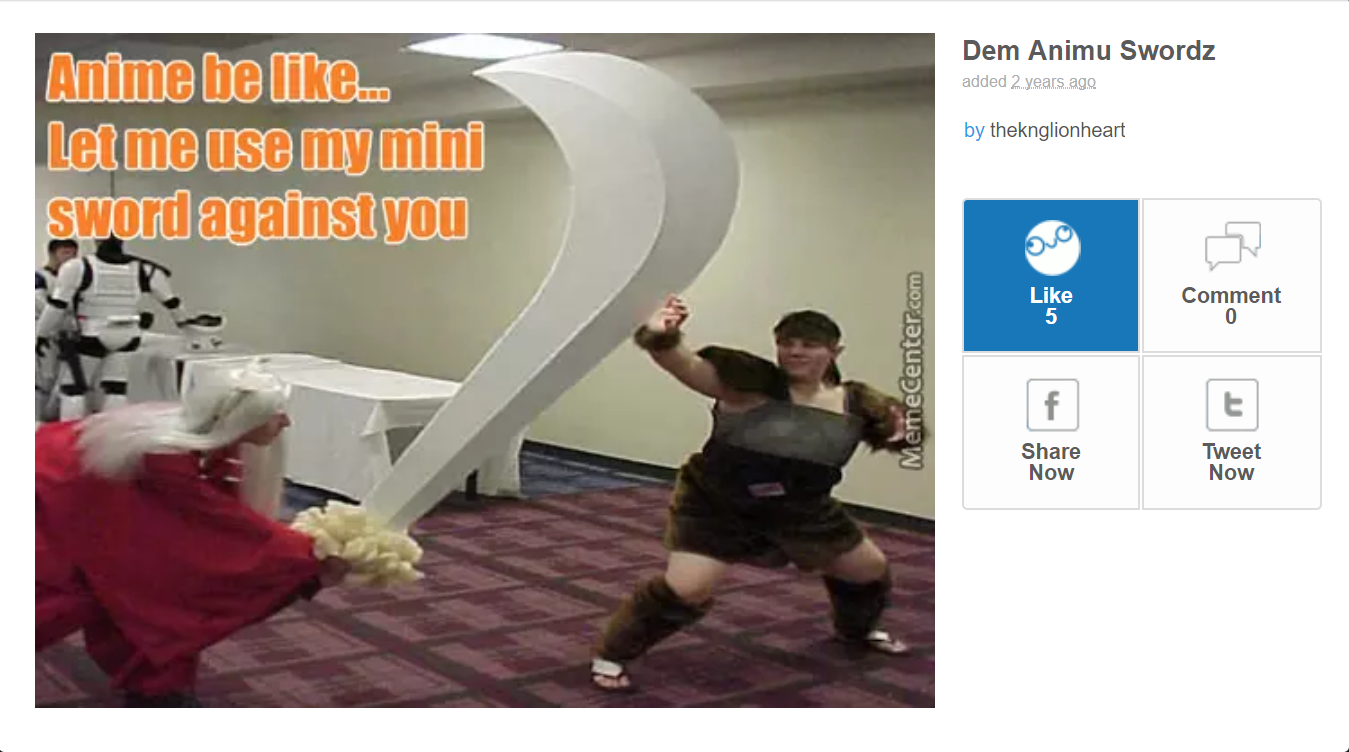 Anime be like...
Let me use my mini
sword against you
MemeCenter.com
Dem Animu Swordz
added 2 years ago
by theknglionheart
Like
5
Comment
0
Share
Now
Tweet
Now